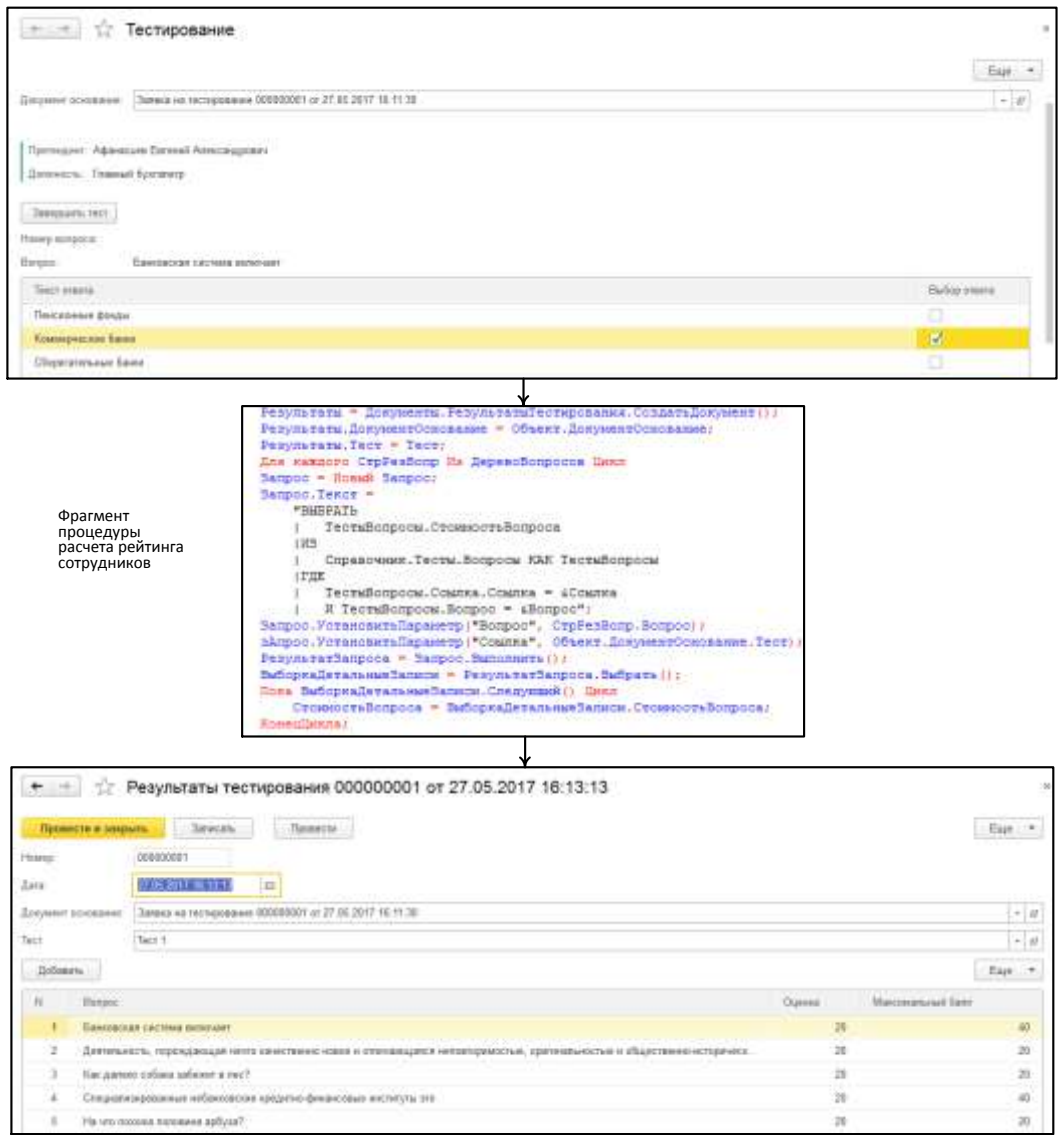 Тестирование
Еще
Документ основание: Заявка на тестирование 000000001 от 27.05.2017 16:11:38
Претендент: Афанасьев Евгений Александрович
Должность: Главный бухгалтер
Завершить тест
Номер вопроса:
Вопрос: Банковская система включает
Текст ответа Выбор ответа
Пенсионные фонды
Коммерческие банки
Сберегательные банки
Результаты = Документы.РезультатыТестирования.СоздатьДокумент();
Результаты.ДокументОснование = Объект.ДокументОснование;
Результаты.Тест = Тест;
Для каждого СтрРезВопр Из ДеревоВопросов Цикл
Запрос = Новый Запрос;
Запрос.Текст =
"ВЫБРАТЬ
| ТестыВопросы.СтоимостьВопроса
|ИЗ
| Справочник.Тесты.Вопросы КАК ТестыВопросы
|ГДЕ
| ТестыВопросы.Ссылка.Ссылка = &Ссылка
| И ТестыВопросы.Вопрос = &Вопрос";
Запрос.УстановитьПараметр("Вопрос", СтрРезВопр.Вопрос);
зАпрос.УстановитьПараметр("Ссылка", Объект.ДокументОснование.Тест);
РезультатЗапроса = Запрос.Выполнить();
ВыборкаДетальныеЗаписи = РезультатЗапроса.Выбрать();
Пока ВыборкаДетальныеЗаписи.Следующий() Цикл
СтоимостьВопроса = ВыборкаДетальныеЗаписи.СтоимостьВопроса;
КонецЦикла;
Фрагмент
процедуры
расчета рейтинга
сотрудников
Результаты тестирования 000000001 от 27.05.2017 16:13:13
Провести и закрыть Записать Провести Еще
Номер: 000000001
Дата: 27.05.2017 16:13:13
Документ основание: Заявка на тестирование 000000001 от 27.05.2017 16:11:38
Тест: Тест 1
Добавить Еще
N Вопрос Оценка Максимальный балл
1 Банковская система включает 20 40
2 Деятельность, порождающая нечто качественно новое и отличающаяся неповторимостью, оригинальностью и общественно-историческ... 20 20
3 Как далеко собака забежит в лес? 20 20
4 Специализированные небанковские кредитно-финансовые институты это 20 40
5 На что похожа половина арбуза? 20 20